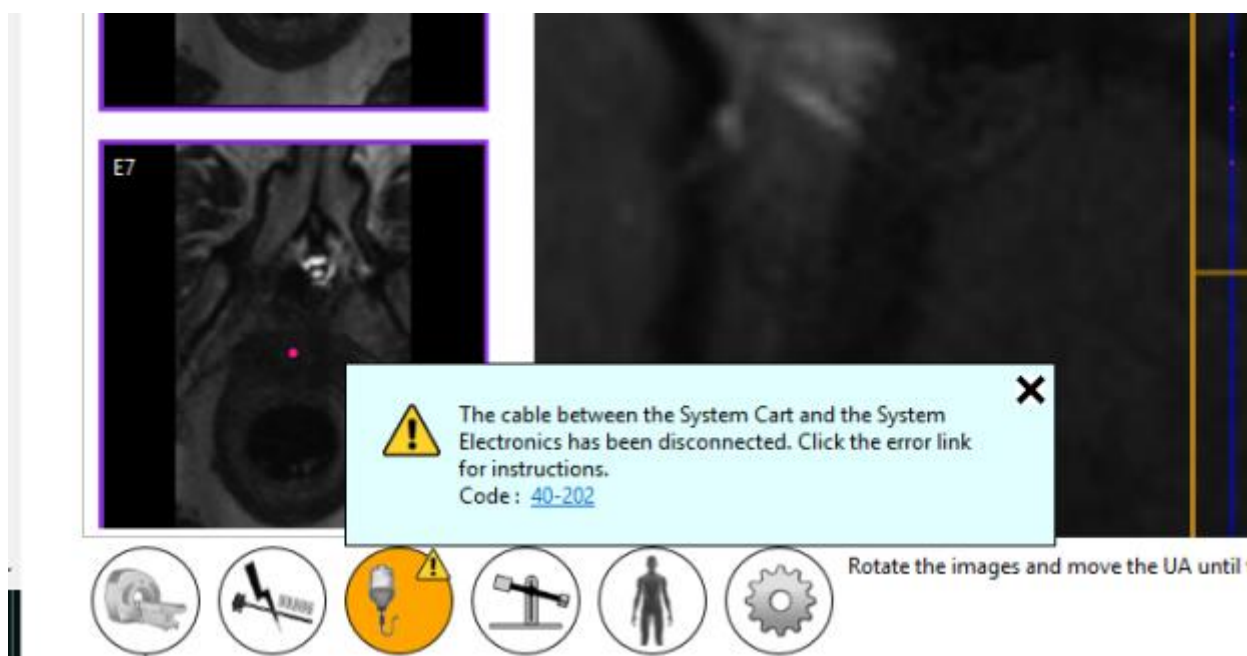 E7
The cable between the System Cart and the System
Electronics has been disconnected. Click the error link
for instructions.
Code : 40-202
Rotate the images and move the UA until